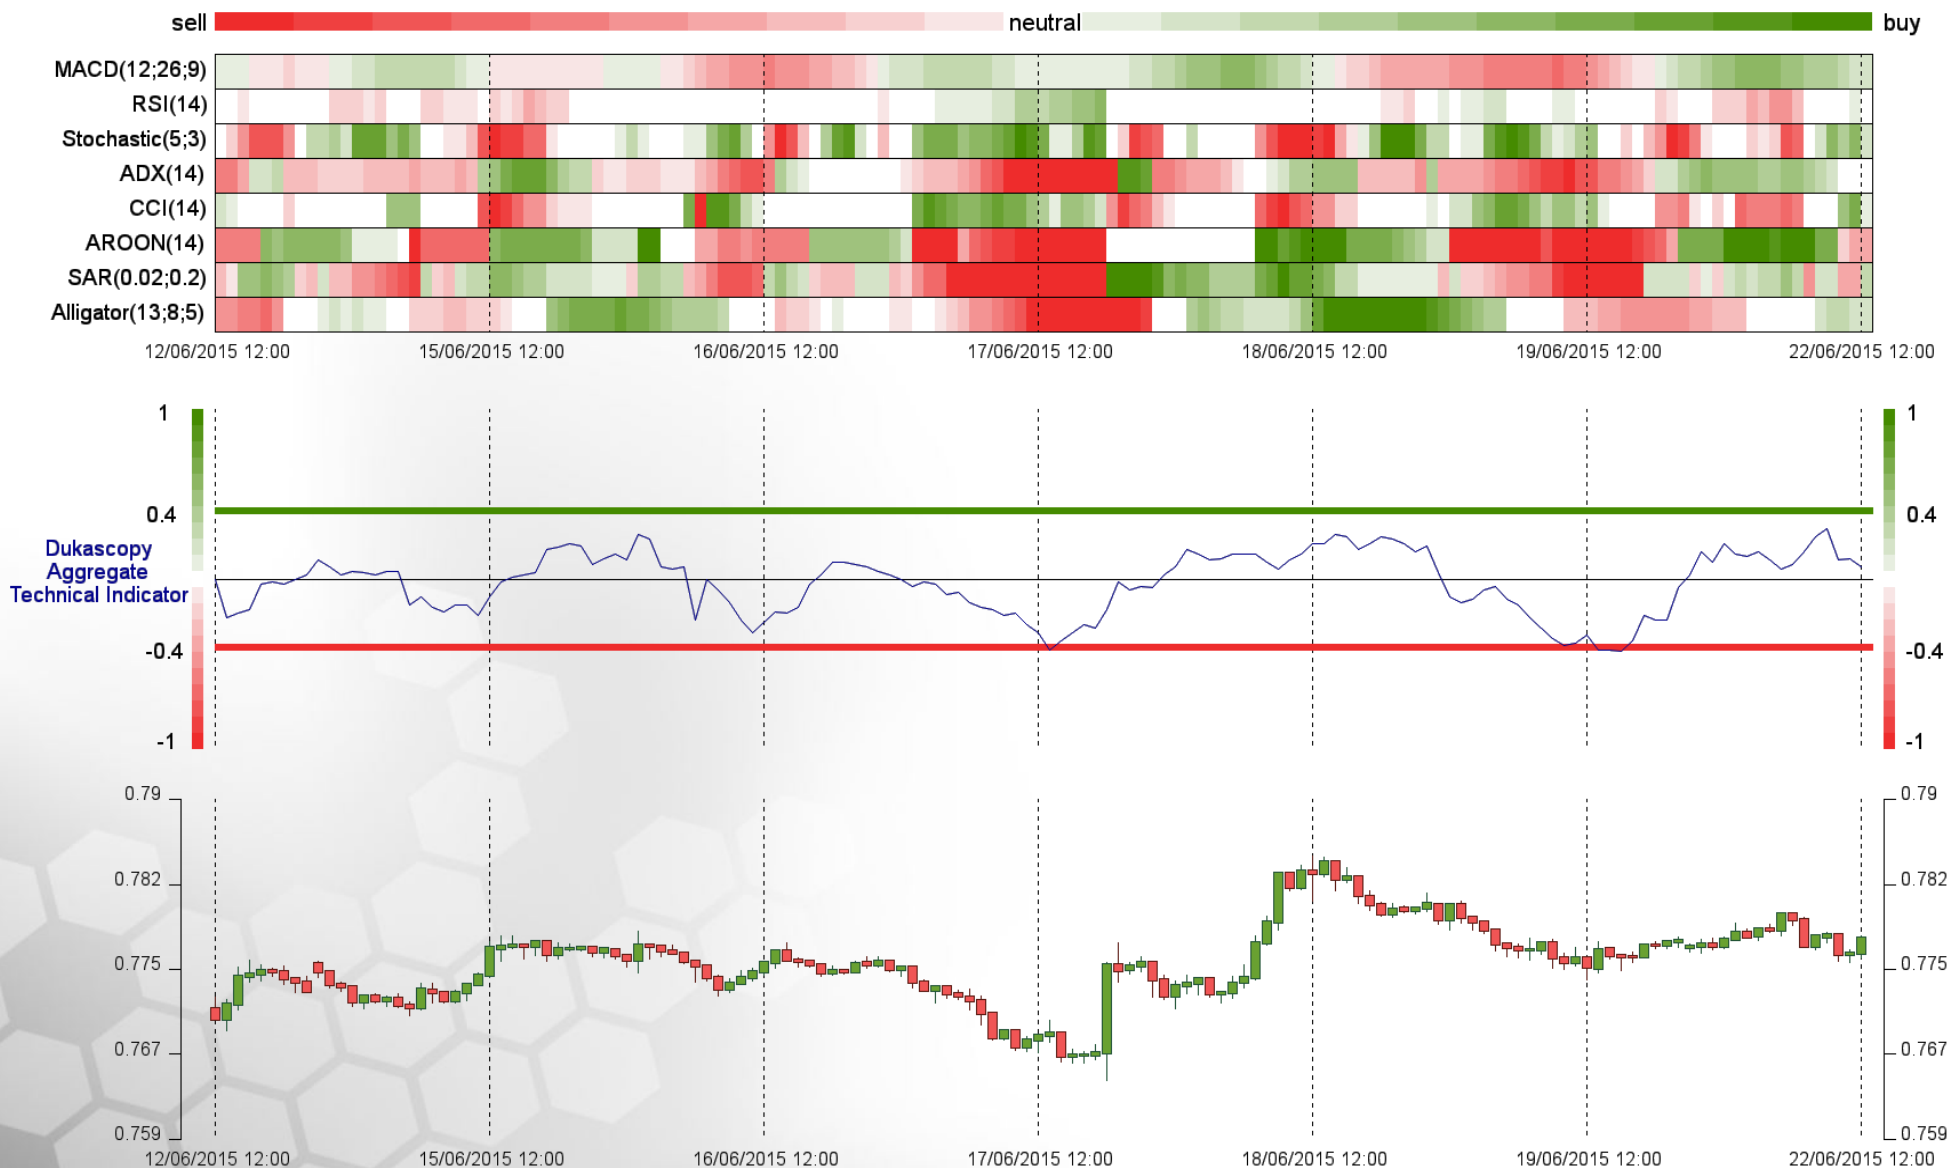 sell neutral buy
MACD(12;26;9)
RSI(14)
Stochastic(5;3)
ADX(14)
CCI(14)
AROON(14)
SAR(0.02;0.2)
Alligator(13;8;5)
12/06/2015 12:00 15/06/2015 12:00 16/06/2015 12:00 17/06/2015 12:00 18/06/2015 12:00 19/06/2015 12:00 22/06/2015 12:00
1 1
0.4 0.4
Dukascopy
Aggregate
Technical Indicator
-0.4 -0.4
-1 -1
0.79 0.79
0.782 0.782
0.775 0.775
0.767 0.767
0.759 0.759
12/06/2015 12:00 15/06/2015 12:00 16/06/2015 12:00 17/06/2015 12:00 18/06/2015 12:00 19/06/2015 12:00 22/06/2015 12:00